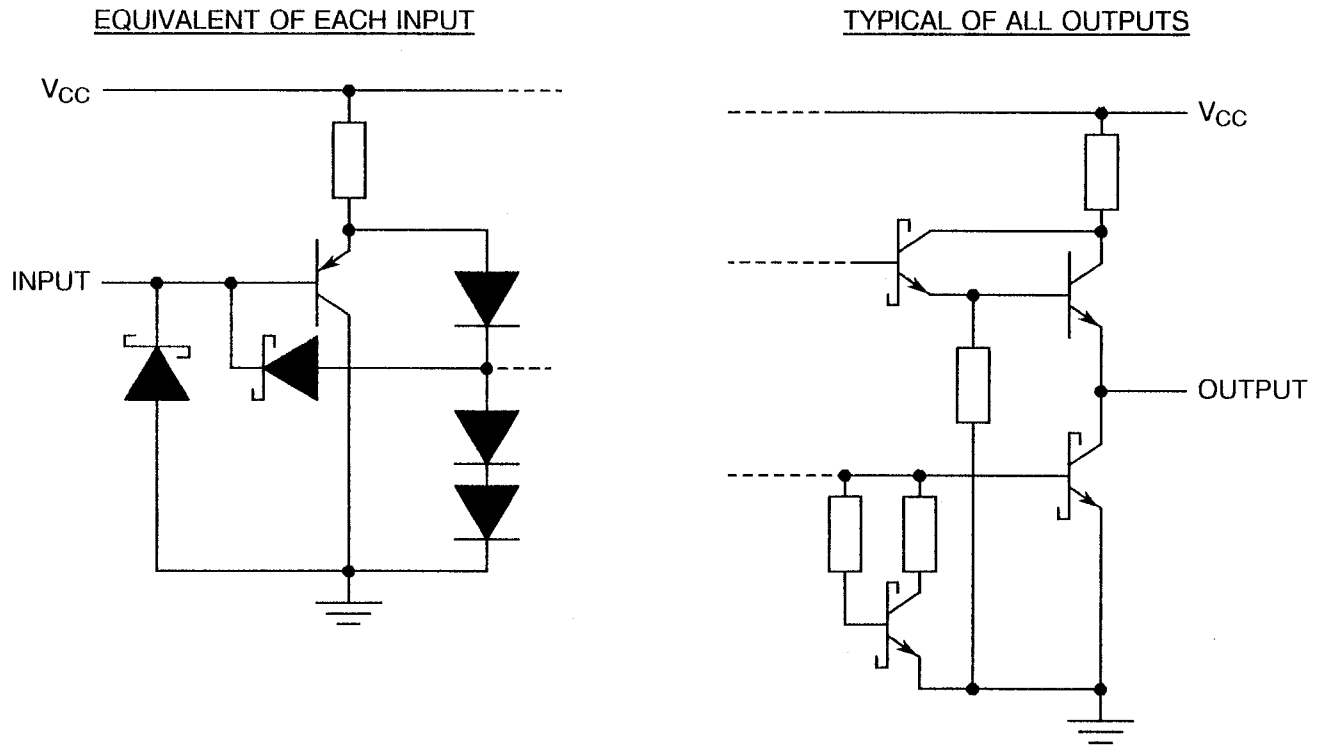 EQUIVALENT OF EACH INPUT
TYPICAL OF ALL OUTPUTS
VCC
VCC
INPUT
OUTPUT